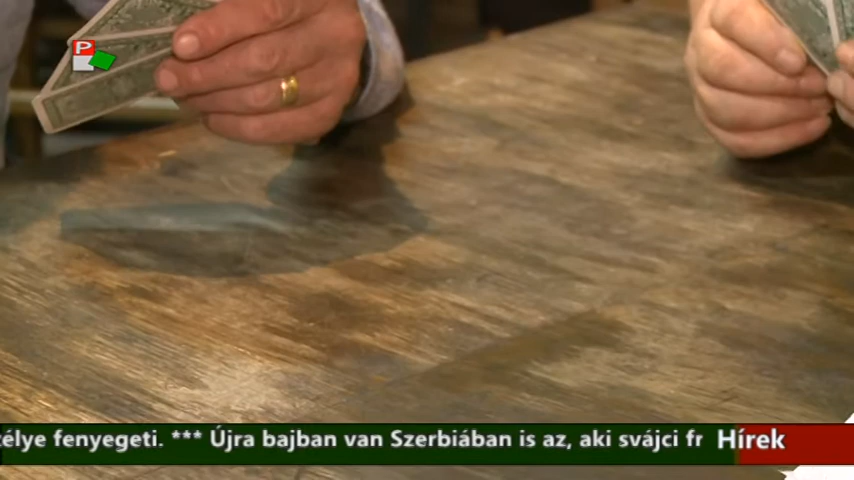 P
élye fenyegeti. *** Újra bajban van Szerbiában is az, aki svájci fr Hírek